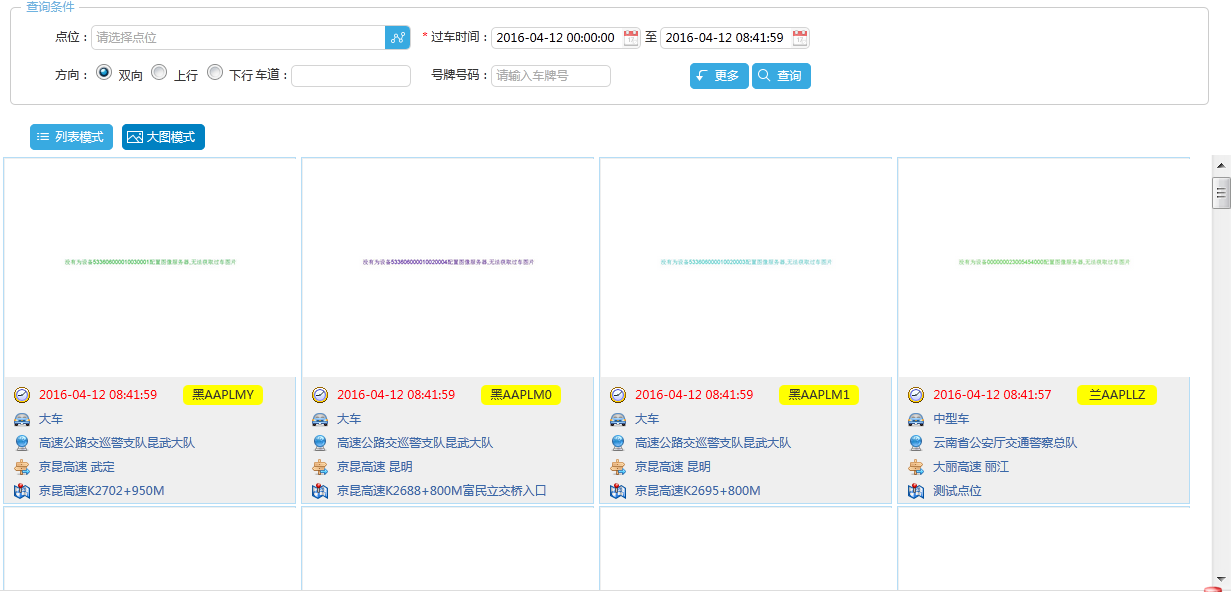 查询条件
点位： 请选择点位 * 过车时间： 2016-04-12 00:00:00 至 2016-04-12 08:41:59
方向： 双向 上行 下行 车道： 号牌号码： 请输入车牌号 更多 查询
列表模式 大图模式
没有为设备533606000010030001配置图像服务器,无法获取过车图片
没有为设备533606000010020004配置图像服务器,无法获取过车图片
没有为设备533606000010020003配置图像服务器,无法获取过车图片
没有为设备000000023005454000配置图像服务器,无法获取过车图片
2016-04-12 08:41:59 黑AAPLMY
大车
高速公路交巡警支队昆武大队
京昆高速 武定
京昆高速K2702+950M
2016-04-12 08:41:59 黑AAPLM0
大车
高速公路交巡警支队昆武大队
京昆高速 昆明
京昆高速K2688+800M富民立交桥入口
2016-04-12 08:41:59 黑AAPLM1
大车
高速公路交巡警支队昆武大队
京昆高速 昆明
京昆高速K2695+800M
2016-04-12 08:41:57 兰AAPLLZ
中型车
云南省公安厅交通警察总队
大丽高速 丽江
测试点位